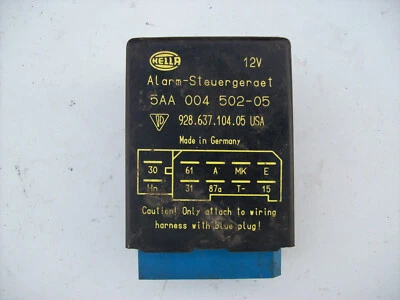 HELLA 12V
Alarm-Steuergeraet
5AA 004 502-05
928.637.104.05 USA
Made in Germany
30 61 A MK E
Hn 31 87a T- 15
Caution! Only attach to wiring
harness with blue plug!